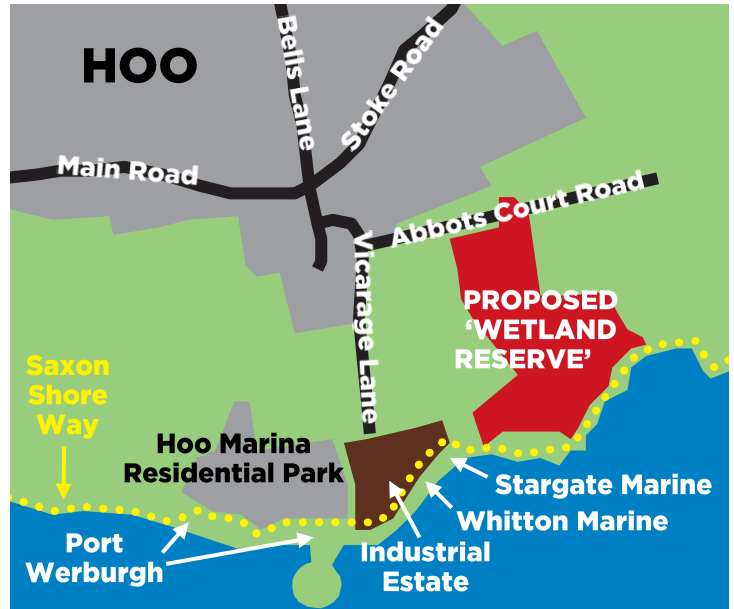 HOO
Bells Lane
Stoke Road
Main Road
Abbots Court Road
Vicarage Lane
PROPOSED
‘WETLAND
RESERVE’
Saxon
Shore
Way
Hoo Marina
Residential Park
Stargate Marine
Whitton Marine
Port
Werburgh
Industrial
Estate